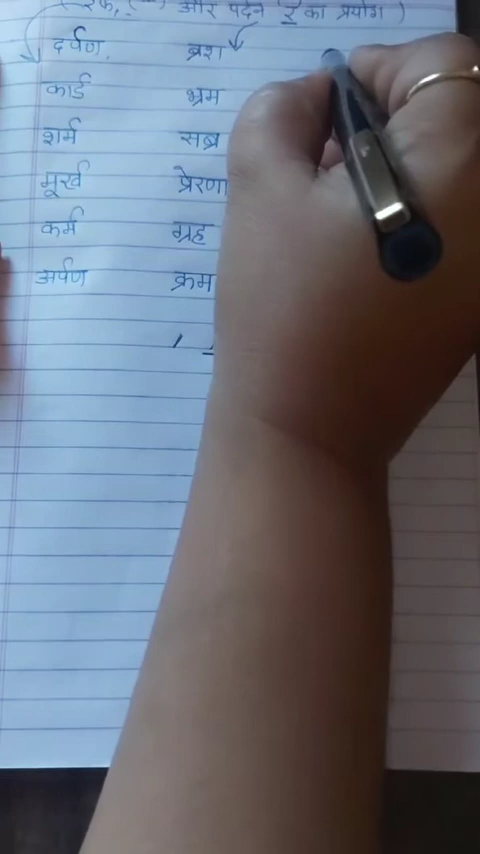 (रेफ, (र्) और पदेन र का प्रयोग)
दर्पण, ब्रश
कार्ड भ्रम
शर्म सब्र
मूर्ख प्रेरणा
कर्म ग्रह
अर्पण क्रम